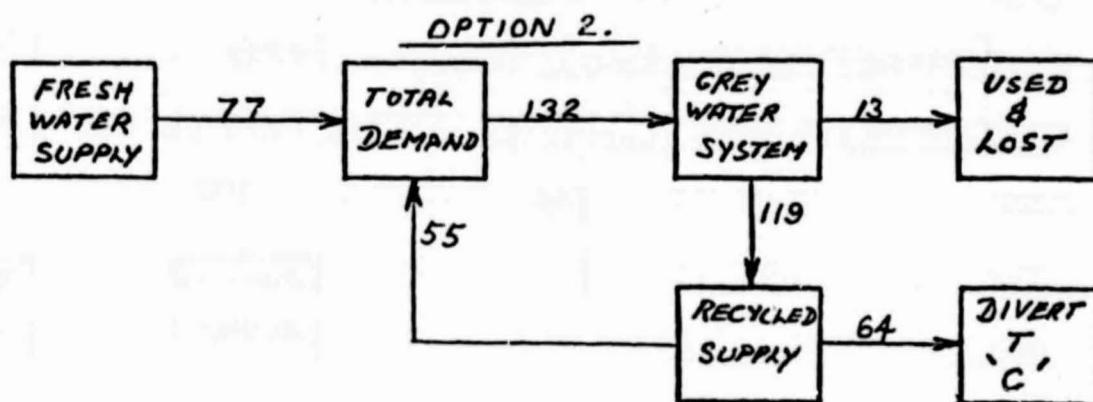 OPTION 2.
FRESH
WATER
SUPPLY
77
TOTAL
DEMAND
132
GREY
WATER
SYSTEM
13
USED
&
LOST
55
119
RECYCLED
SUPPLY
64
DIVERT
T
'C'